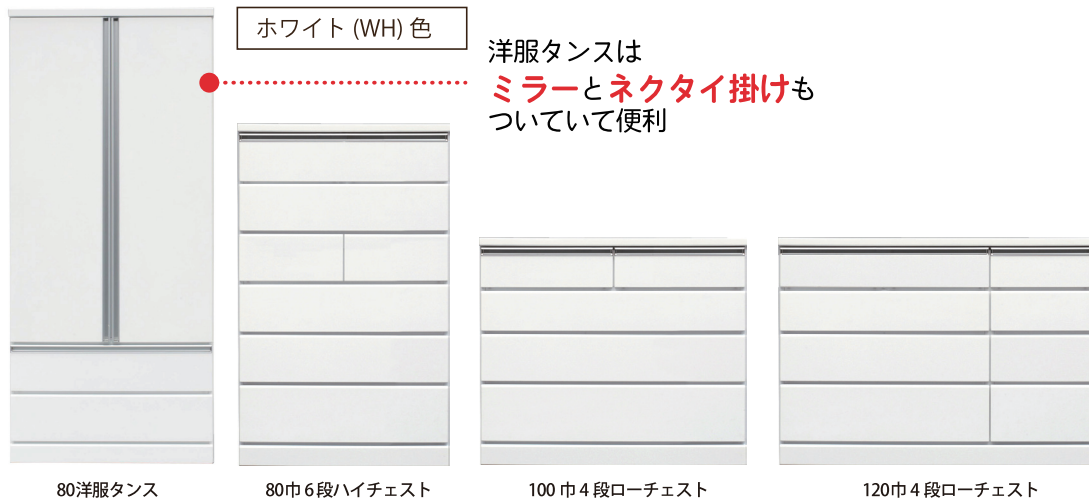 ホワイト (WH) 色
洋服タンスは
ミラーとネクタイ掛けも
ついていて便利
80洋服タンス
80巾6段ハイチェスト
100巾4段ローチェスト
120巾4段ローチェスト